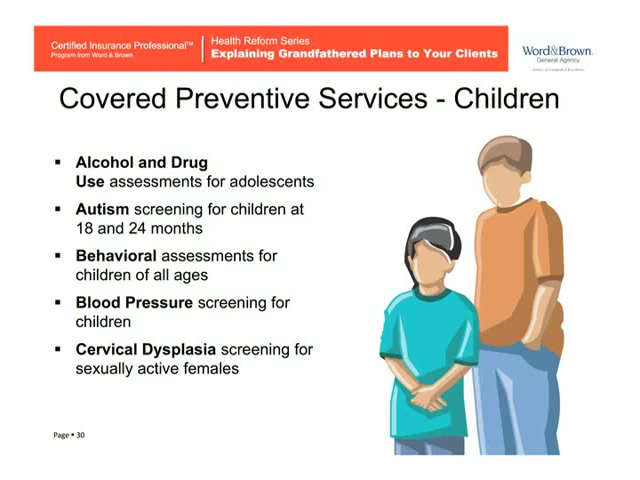 Certified Insurance Professional™
Program from Word & Brown
Health Reform Series
Explaining Grandfathered Plans to Your Clients
Word&Brown.
General Agency
Covered Preventive Services - Children
▪ Alcohol and Drug
Use assessments for adolescents
▪ Autism screening for children at
18 and 24 months
▪ Behavioral assessments for
children of all ages
▪ Blood Pressure screening for
children
▪ Cervical Dysplasia screening for
sexually active females
Page ▪ 30